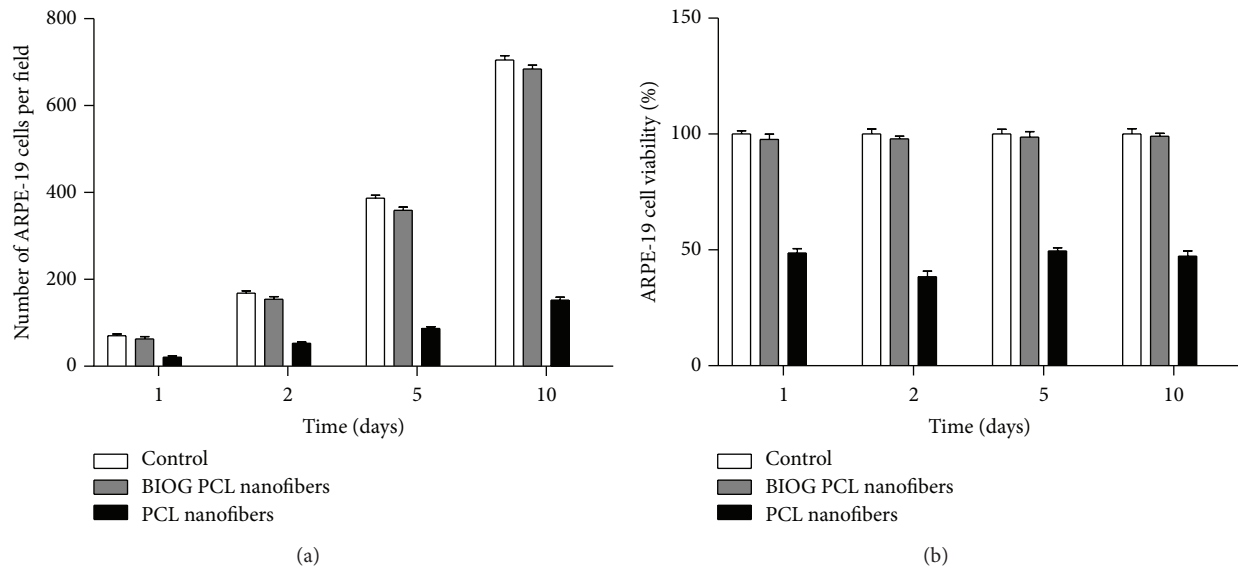 Number of ARPE-19 cells per field
800
600
400
200
0
1 2 5 10
Time (days)
Control
BIOG PCL nanofibers
PCL nanofibers
(a)
ARPE-19 cell viability (%)
150
100
50
0
1 2 5 10
Time (days)
Control
BIOG PCL nanofibers
PCL nanofibers
(b)